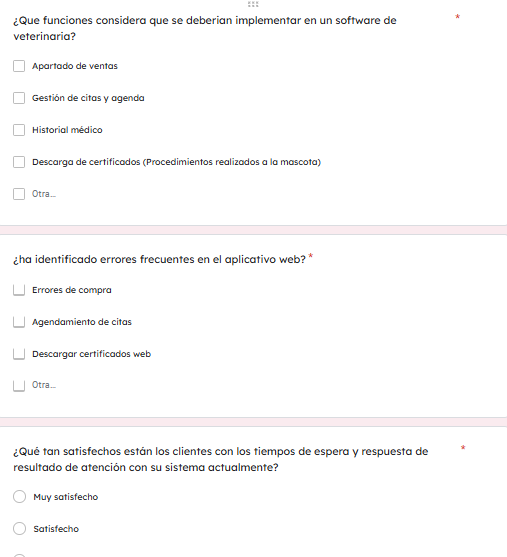 ¿Que funciones considera que se deberian implementar en un software de *
veterinaria?
Apartado de ventas
Gestión de citas y agenda
Historial médico
Descarga de certificados (Procedimientos realizados a la mascota)
Otra...
¿ha identificado errores frecuentes en el aplicativo web? *
Errores de compra
Agendamiento de citas
Descargar certificados web
Otra...
¿Qué tan satisfechos están los clientes con los tiempos de espera y respuesta de *
resultado de atención con su sistema actualmente?
Muy satisfecho
Satisfecho